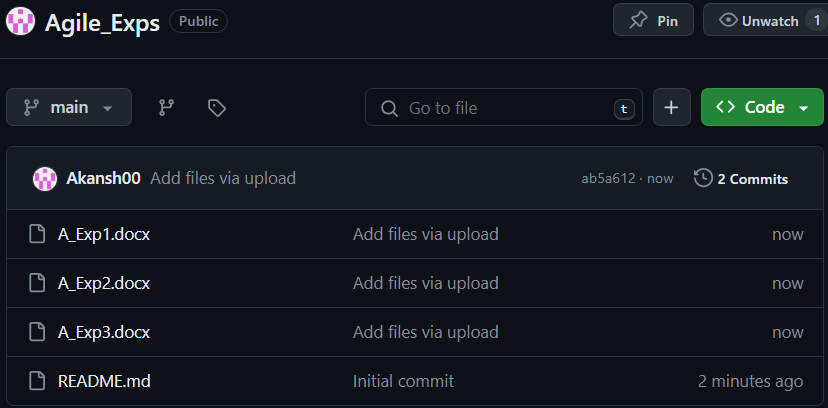 Agile_Exps Public Pin Unwatch 1
main Go to file t Code
Akansh00 Add files via upload ab5a612 · now 2 Commits
A_Exp1.docx Add files via upload now
A_Exp2.docx Add files via upload now
A_Exp3.docx Add files via upload now
README.md Initial commit 2 minutes ago